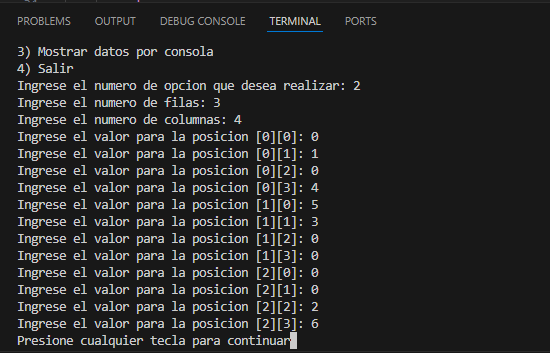 PROBLEMS OUTPUT DEBUG CONSOLE TERMINAL PORTS
3) Mostrar datos por consola
4) Salir
Ingrese el numero de opcion que desea realizar: 2
Ingrese el numero de filas: 3
Ingrese el numero de columnas: 4
Ingrese el valor para la posicion [0][0]: 0
Ingrese el valor para la posicion [0][1]: 1
Ingrese el valor para la posicion [0][2]: 0
Ingrese el valor para la posicion [0][3]: 4
Ingrese el valor para la posicion [1][0]: 5
Ingrese el valor para la posicion [1][1]: 3
Ingrese el valor para la posicion [1][2]: 0
Ingrese el valor para la posicion [1][3]: 0
Ingrese el valor para la posicion [2][0]: 0
Ingrese el valor para la posicion [2][1]: 0
Ingrese el valor para la posicion [2][2]: 2
Ingrese el valor para la posicion [2][3]: 6
Presione cualquier tecla para continuar